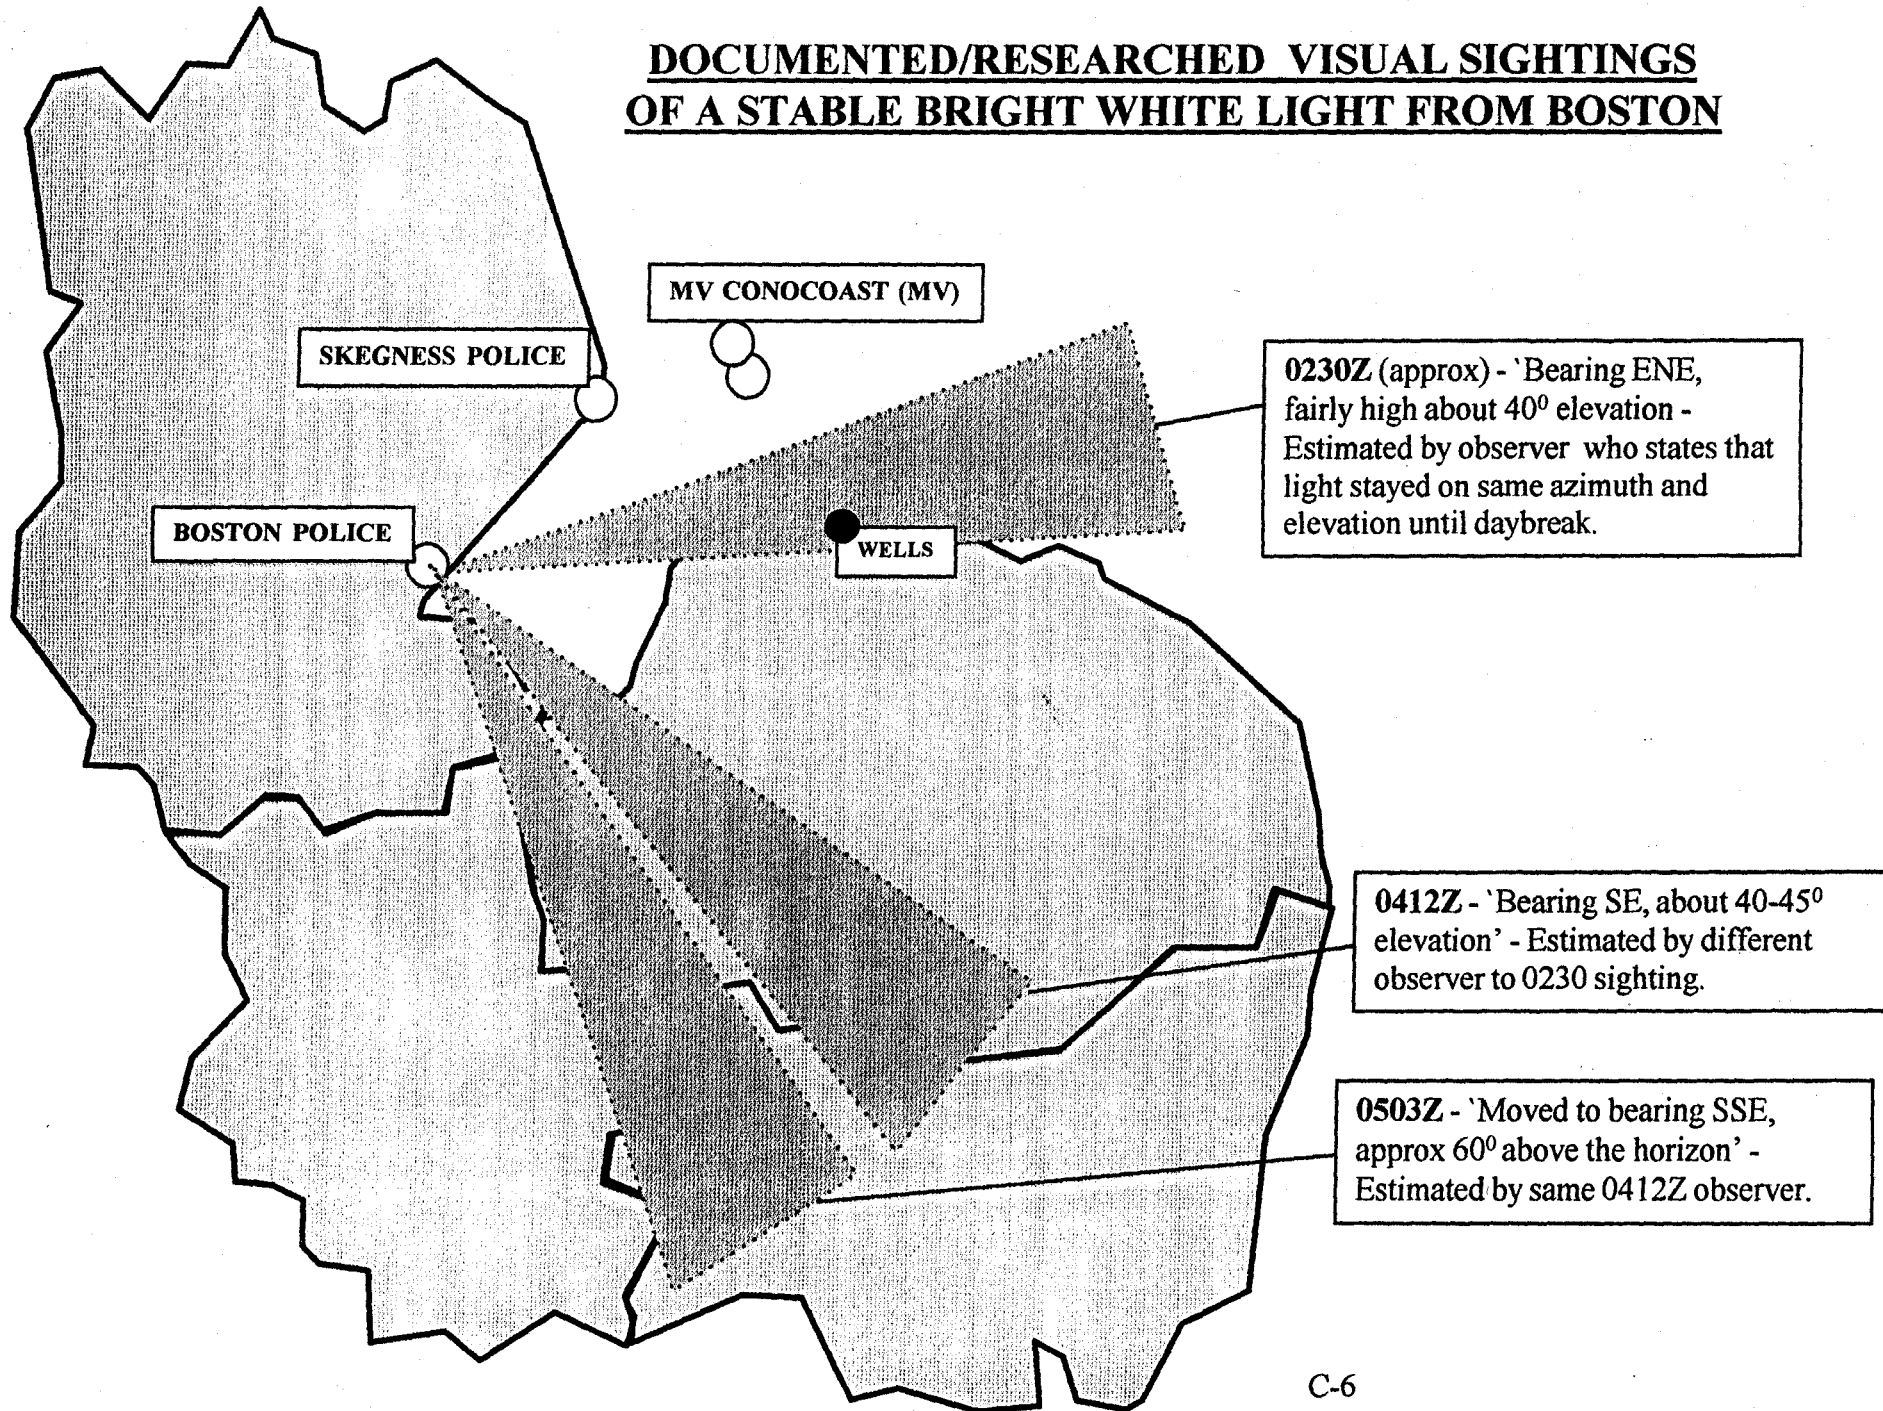 DOCUMENTED/RESEARCHED VISUAL SIGHTINGS
OF A STABLE BRIGHT WHITE LIGHT FROM BOSTON
MV CONOCOAST (MV)
SKEGNESS POLICE
BOSTON POLICE
WELLS
0230Z (approx) - ‘Bearing ENE,
fairly high about 40⁰ elevation -
Estimated by observer who states that
light stayed on same azimuth and
elevation until daybreak.
0412Z - ‘Bearing SE, about 40-45⁰
elevation’ - Estimated by different
observer to 0230 sighting.
0503Z - ‘Moved to bearing SSE,
approx 60⁰ above the horizon’ -
Estimated by same 0412Z observer.
C-6